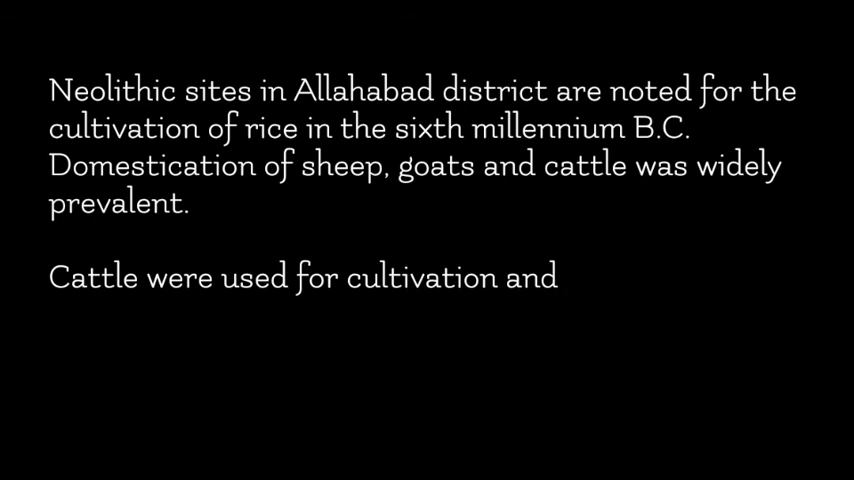 Neolithic sites in Allahabad district are noted for the
cultivation of rice in the sixth millennium B.C.
Domestication of sheep, goats and cattle was widely
prevalent.
Cattle were used for cultivation and